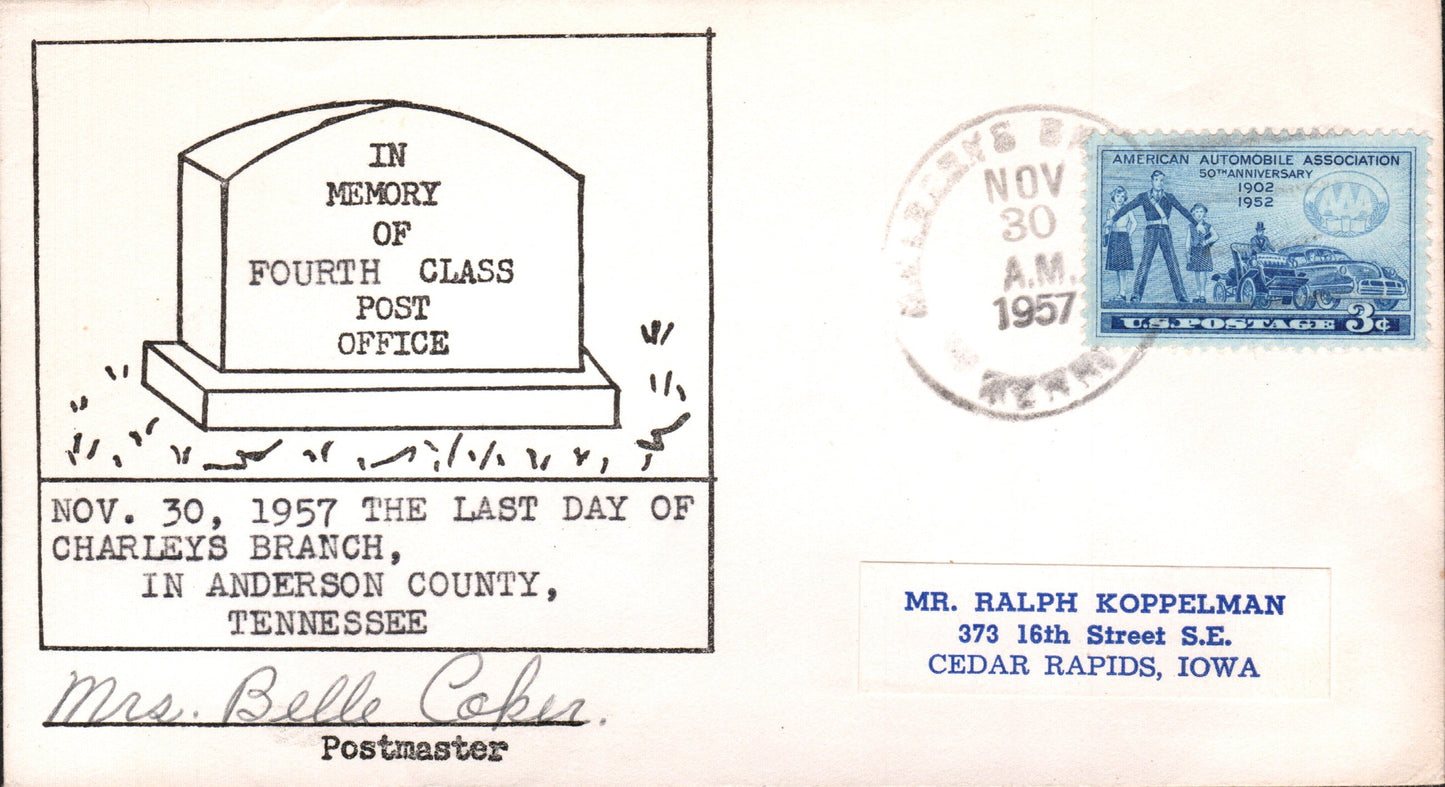 IN
MEMORY
OF
FOURTH CLASS
POST
OFFICE
NOV. 30, 1957 THE LAST DAY OF
CHARLEYS BRANCH,
IN ANDERSON COUNTY,
TENNESSEE
Mrs. Belle Coker.
Postmaster
CHARLEYS
NOV
30
A.M.
1957
AMERICAN AUTOMOBILE ASSOCIATION
50TH ANNIVERSARY
1902
1952
AAA
U.S. POSTAGE 3¢
MR. RALPH KOPPELMAN
373 16th Street S.E.
CEDAR RAPIDS, IOWA